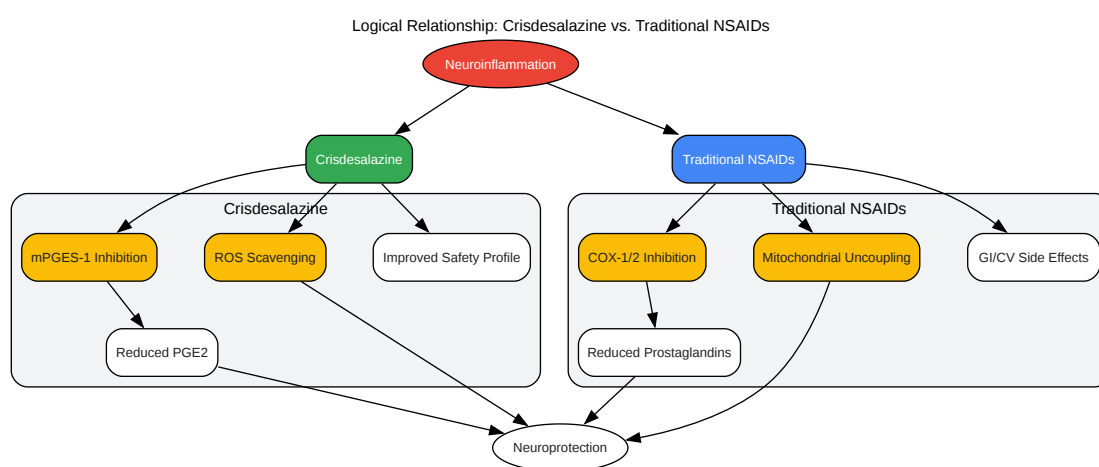 Logical Relationship: Crisdesalazine vs. Traditional NSAIDs
Neuroinflammation
Crisdesalazine
Traditional NSAIDs
Crisdesalazine
Traditional NSAIDs
mPGES-1 Inhibition
ROS Scavenging
Improved Safety Profile
COX-1/2 Inhibition
Mitochondrial Uncoupling
GI/CV Side Effects
Reduced PGE2
Reduced Prostaglandins
Neuroprotection